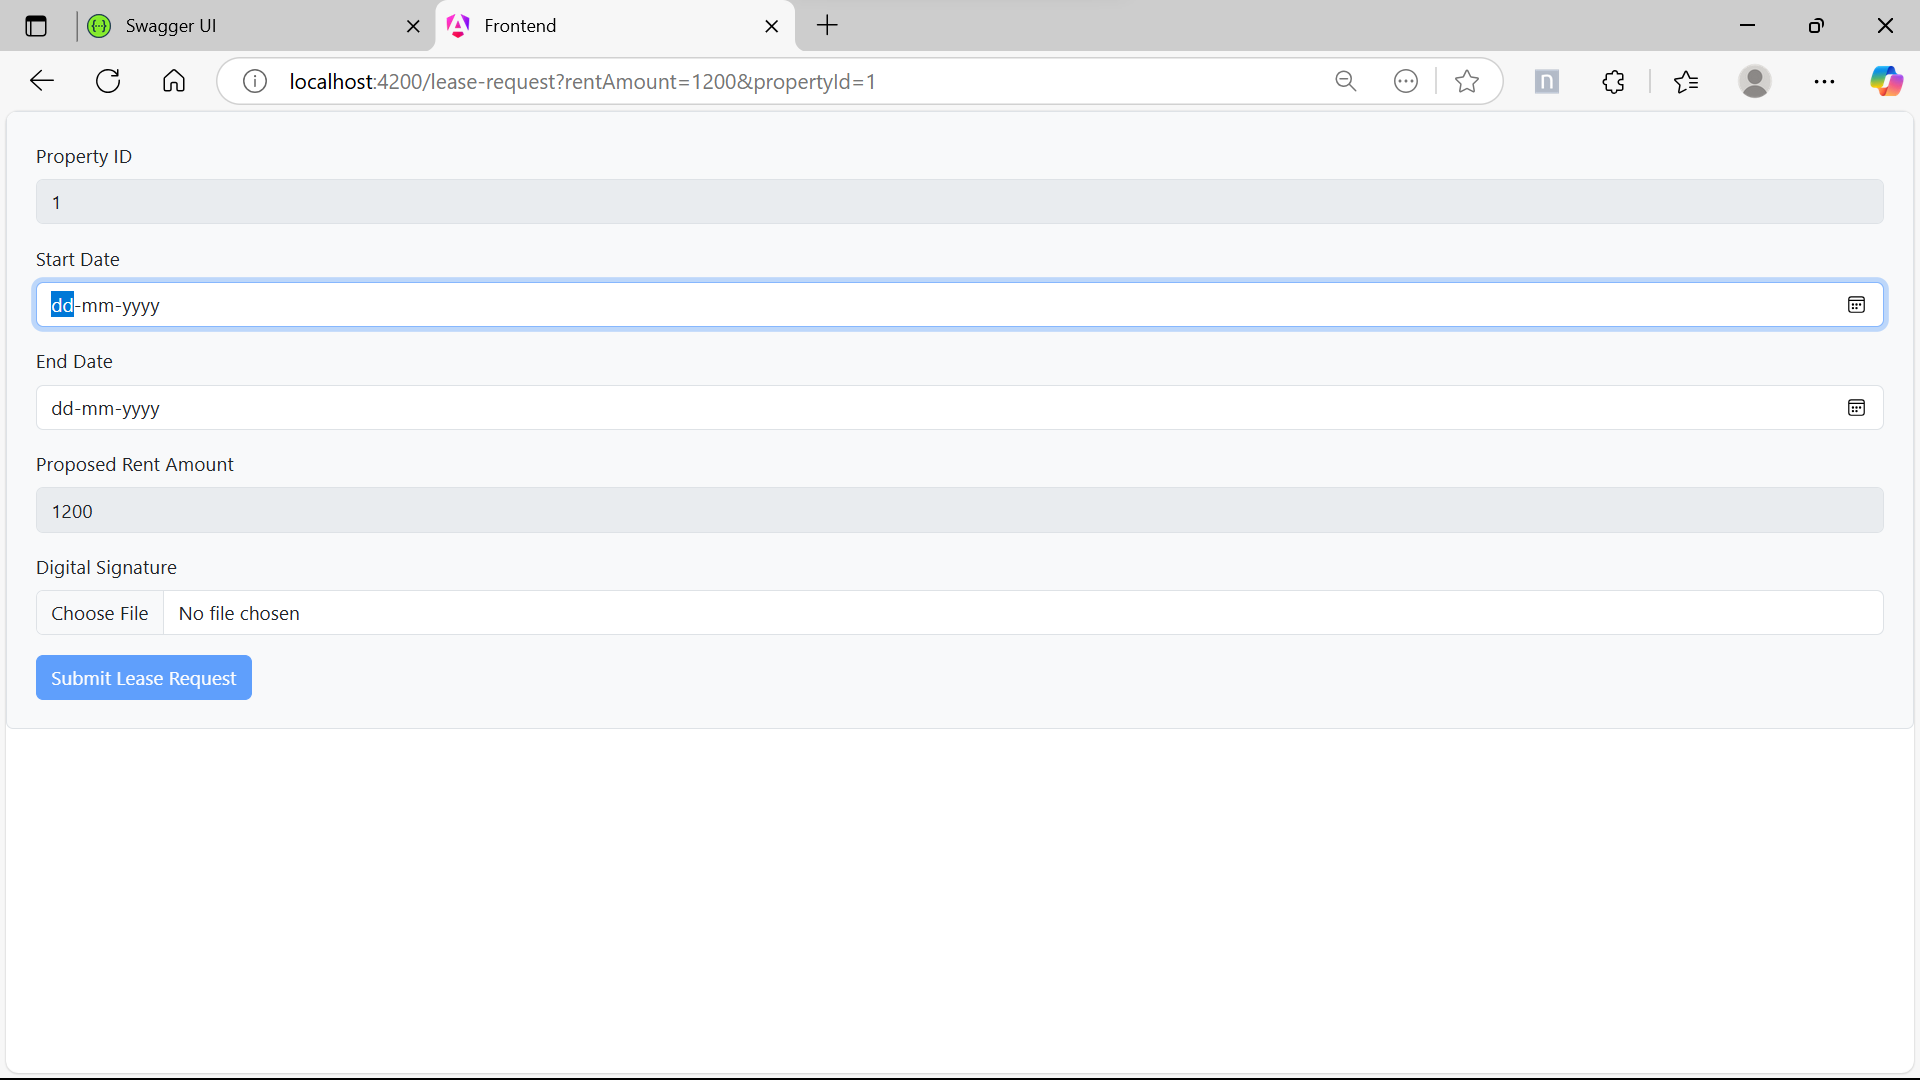 Swagger UI
Frontend
localhost:4200/lease-request?rentAmount=1200&propertyId=1
n
Property ID
1
Start Date
dd-mm-yyyy
End Date
dd-mm-yyyy
Proposed Rent Amount
1200
Digital Signature
Choose File No file chosen
Submit Lease Request